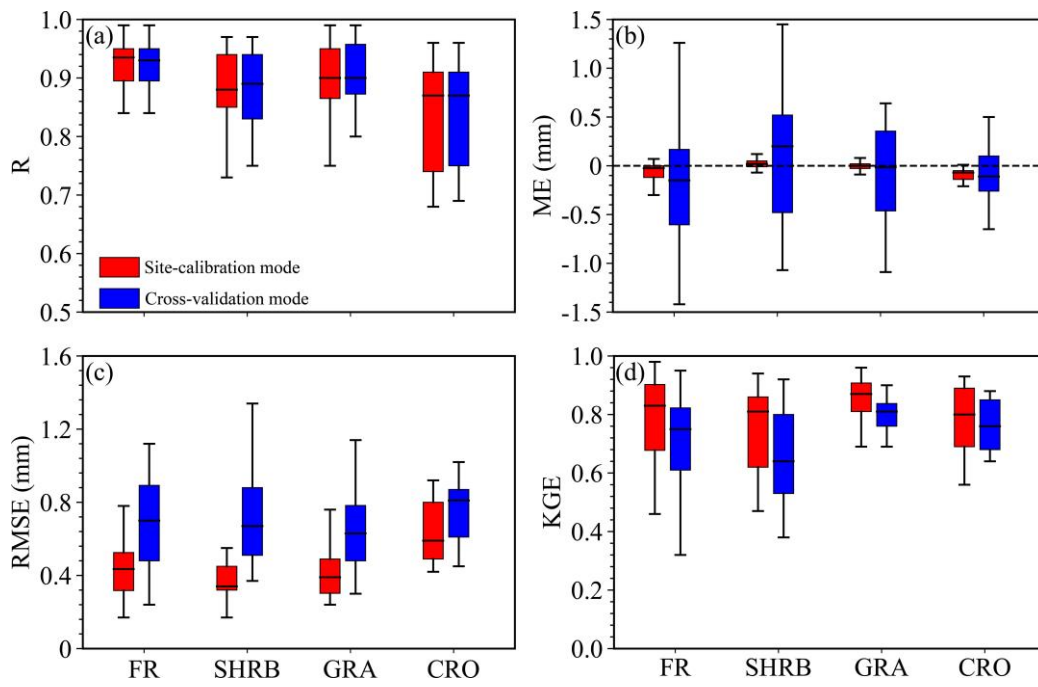 (a)
1.0
0.9
0.8
0.7
0.6
0.5
R
Site-calibration mode
Cross-validation mode
(b)
1.5
1.0
0.5
0
-0.5
-1.0
-1.5
ME (mm)
(c)
1.6
1.2
0.8
0.4
0
RMSE (mm)
FR SHRB GRA CRO
(d)
1.0
0.8
0.6
0.4
0.2
0.0
KGE
FR SHRB GRA CRO